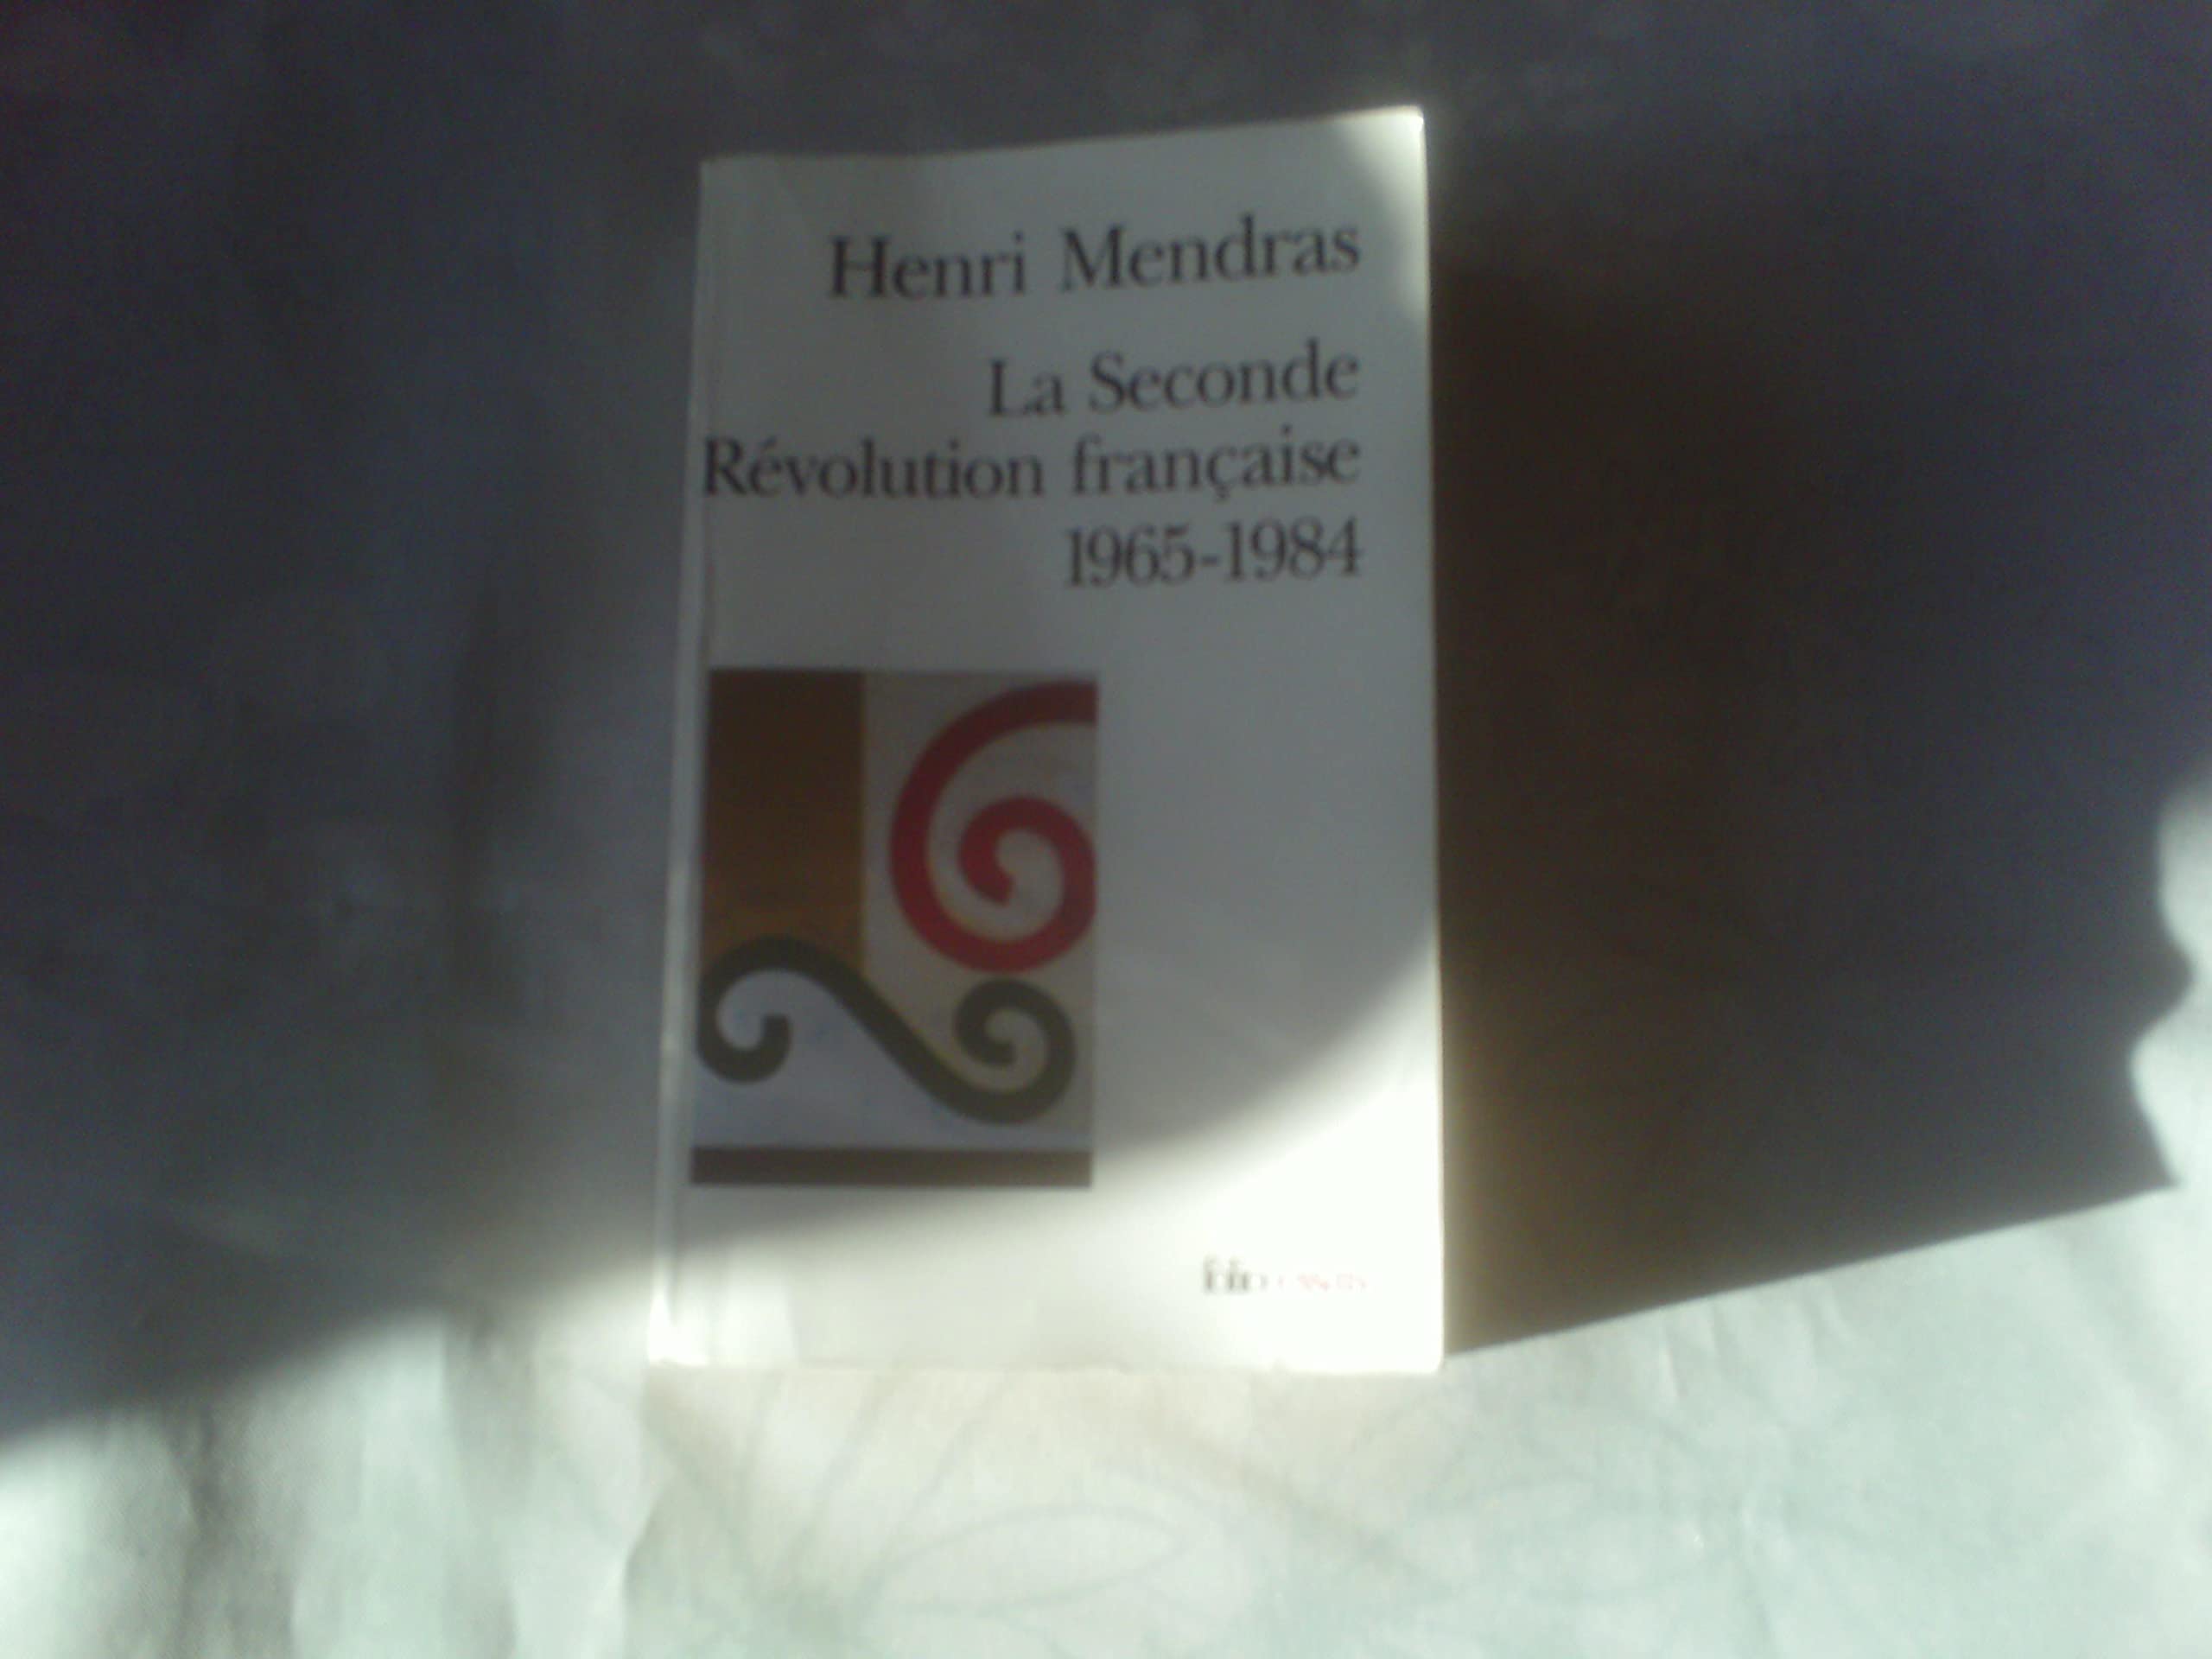 Henri Mendras
La Seconde
Révolution française
1965-1984